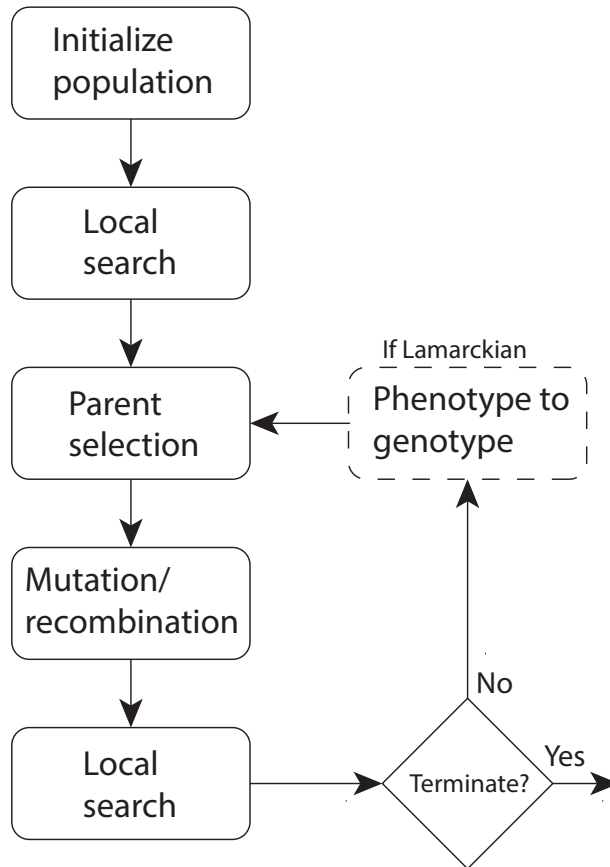 Initialize
population
Local
search
Parent
selection
If Lamarckian
Phenotype to
genotype
Mutation/
recombination
Local
search
Terminate?
No
Yes